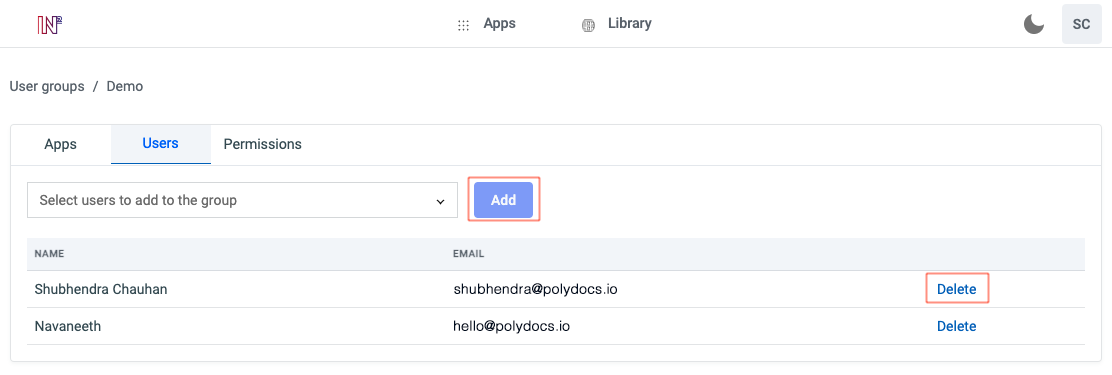 IN2 Apps Library SC
User groups / Demo
Apps Users Permissions
Select users to add to the group Add
NAME EMAIL
Shubhendra Chauhan shubhendra@polydocs.io Delete
Navaneeth hello@polydocs.io Delete